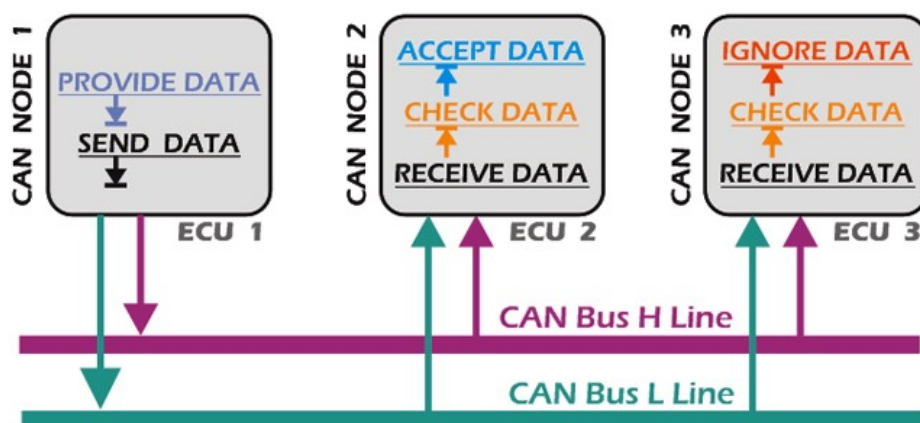 CAN NODE 1
PROVIDE DATA
SEND DATA
ECU 1
CAN NODE 2
ACCEPT DATA
CHECK DATA
RECEIVE DATA
ECU 2
CAN NODE 3
IGNORE DATA
CHECK DATA
RECEIVE DATA
ECU 3
CAN Bus H Line
CAN Bus L Line